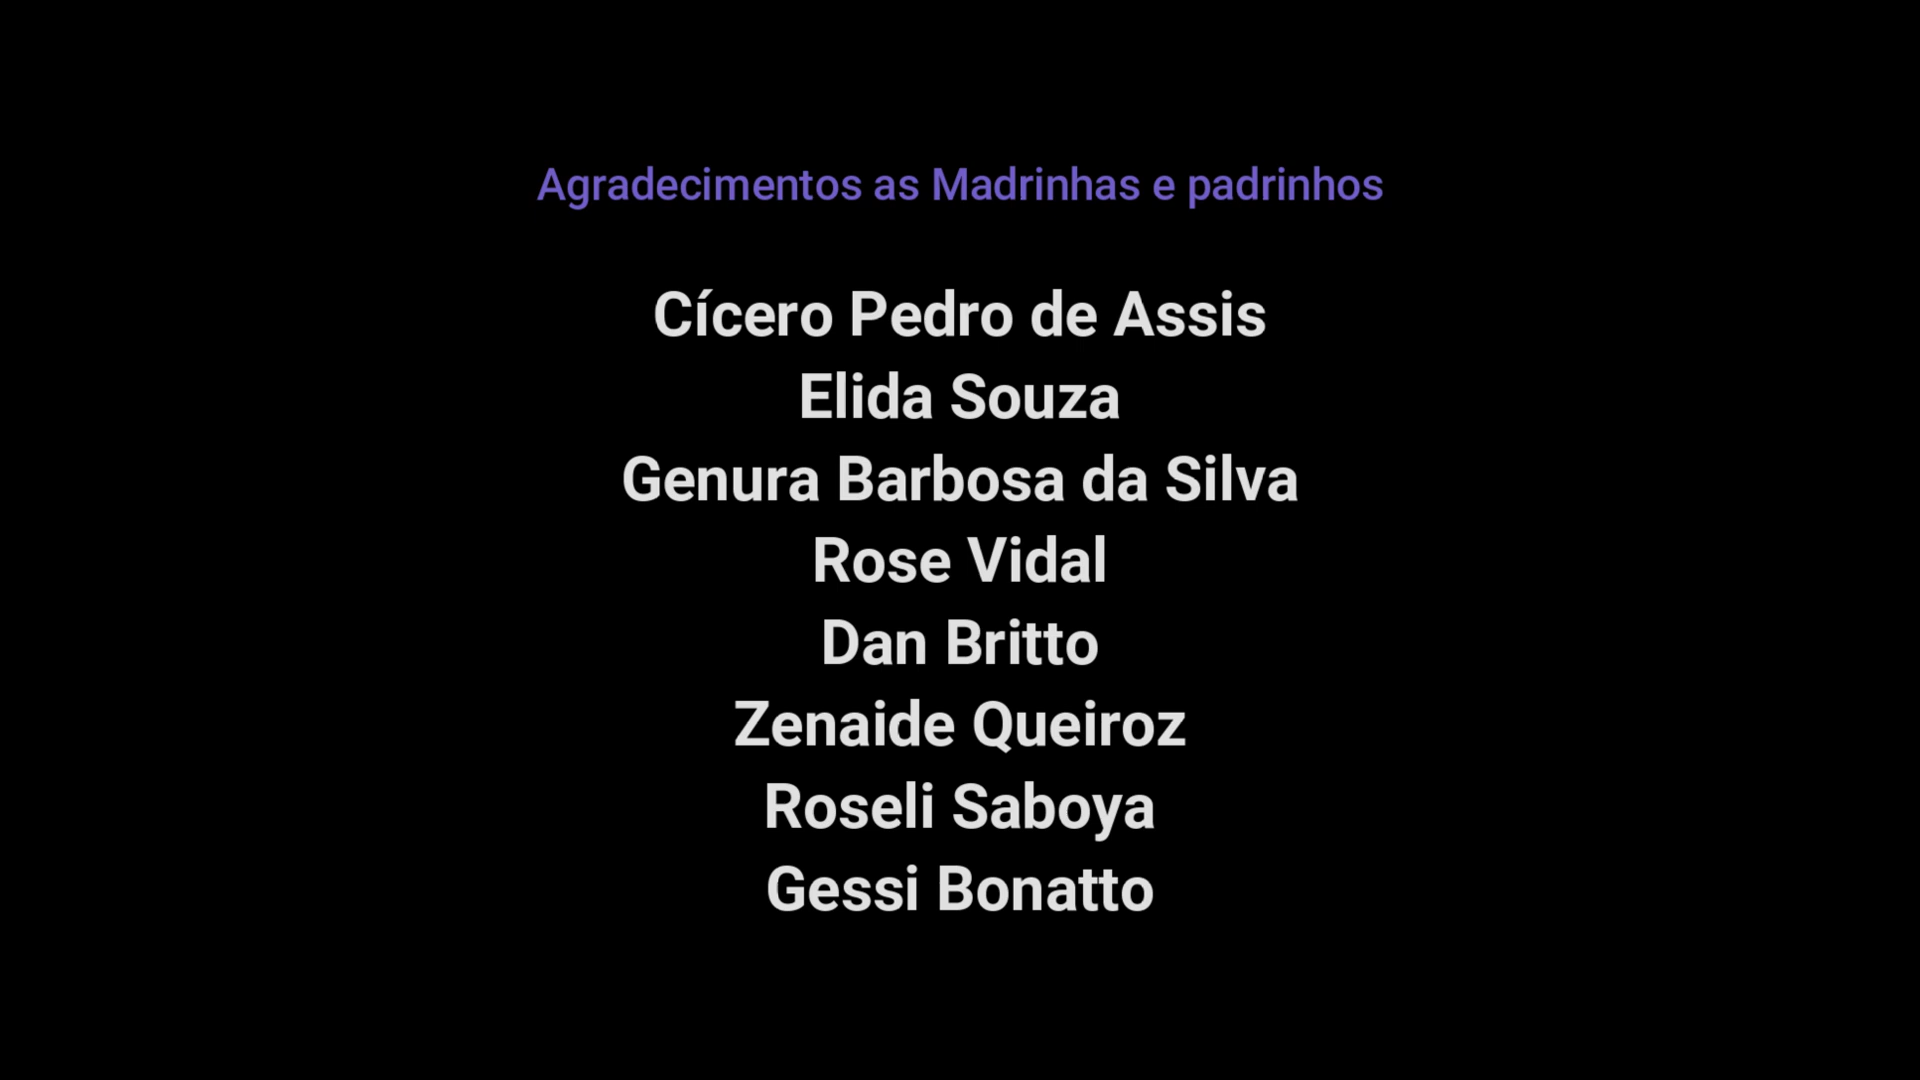 Agradecimentos as Madrinhas e padrinhos
Cícero Pedro de Assis
Elida Souza
Genura Barbosa da Silva
Rose Vidal
Dan Britto
Zenaide Queiroz
Roseli Saboya
Gessi Bonatto